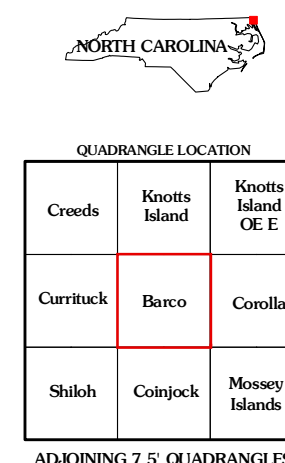 NORTH CAROLINA
QUADRANGLE LOCATION
Creeds
Knotts
Island
Knotts
Island
OE E
Currituck
Barco
Corolla
Shiloh
Coinjock
Mossey
Islands
ADJOINING 7.5' QUADRANGLES